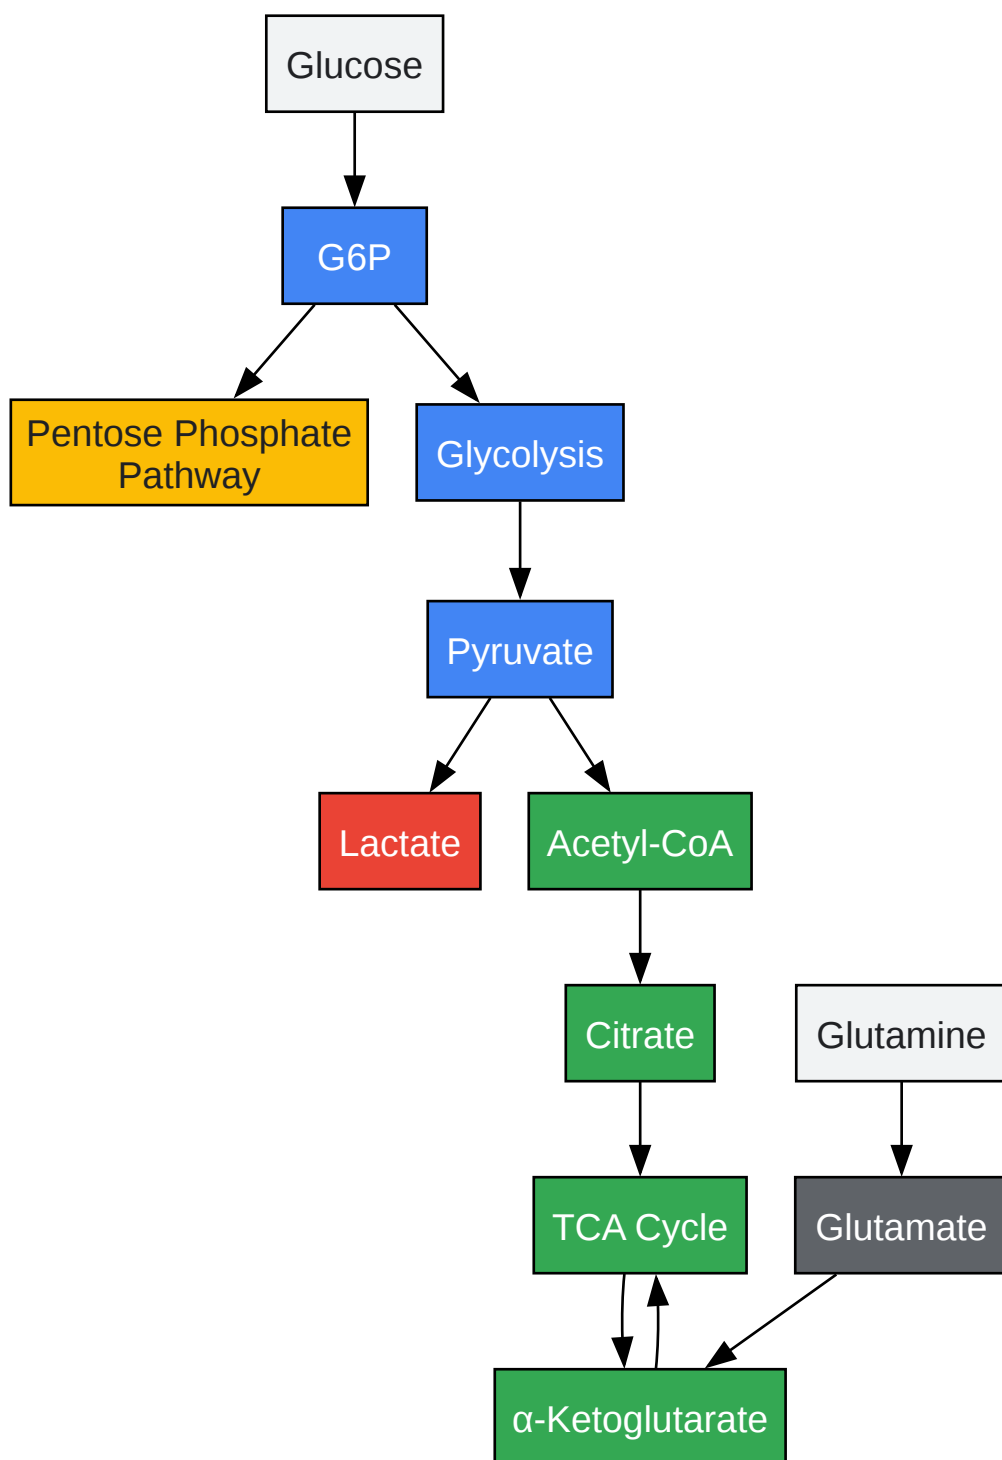 Glucose
G6P
Pentose Phosphate
Pathway
Glycolysis
Pyruvate
Lactate
Acetyl-CoA
Citrate
Glutamine
TCA Cycle
Glutamate
α-Ketoglutarate